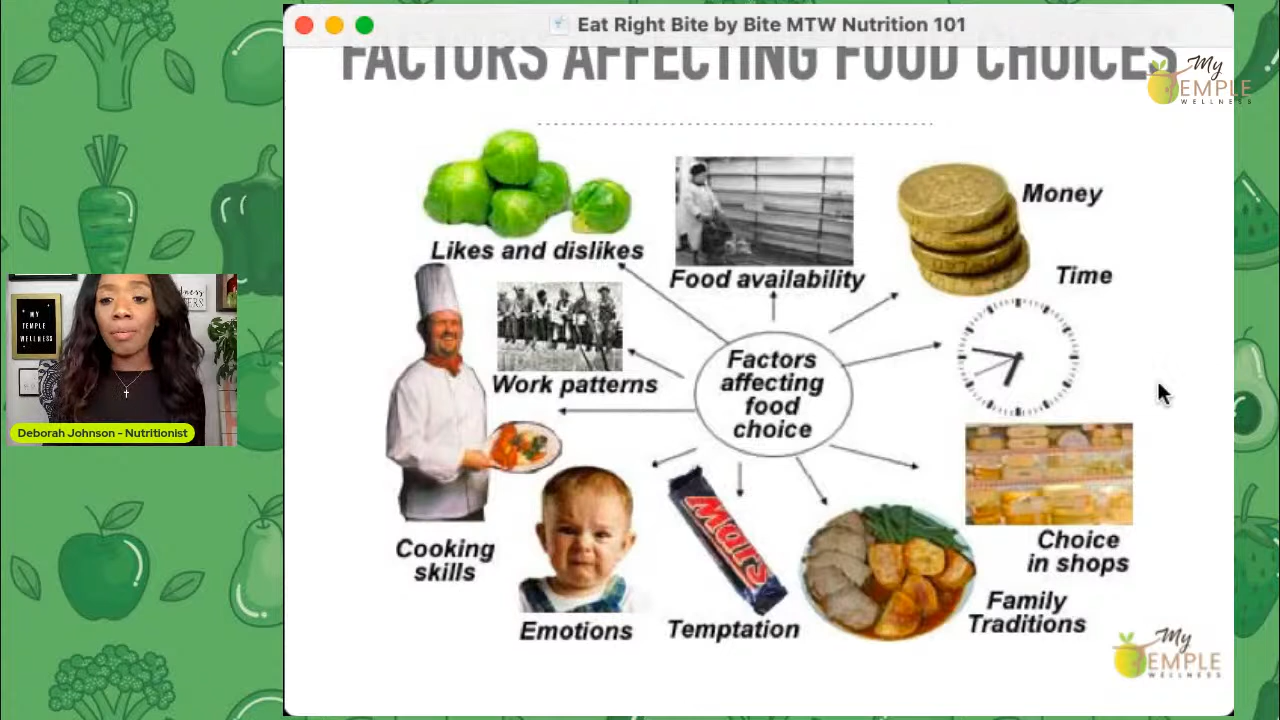 Eat Right Bite by Bite MTW Nutrition 101
FACTORS AFFECTING FOOD CHOICES
My
TEMPLE
WELLNESS
Likes and dislikes
Food availability
Money
Time
Work patterns
Factors
affecting
food
choice
MY
TEMPLE
WELLNESS
Deborah Johnson - Nutritionist
Mars
Choice
in shops
Cooking
skills
Emotions
Temptation
Family
Traditions
My
TEMPLE
WELLNESS